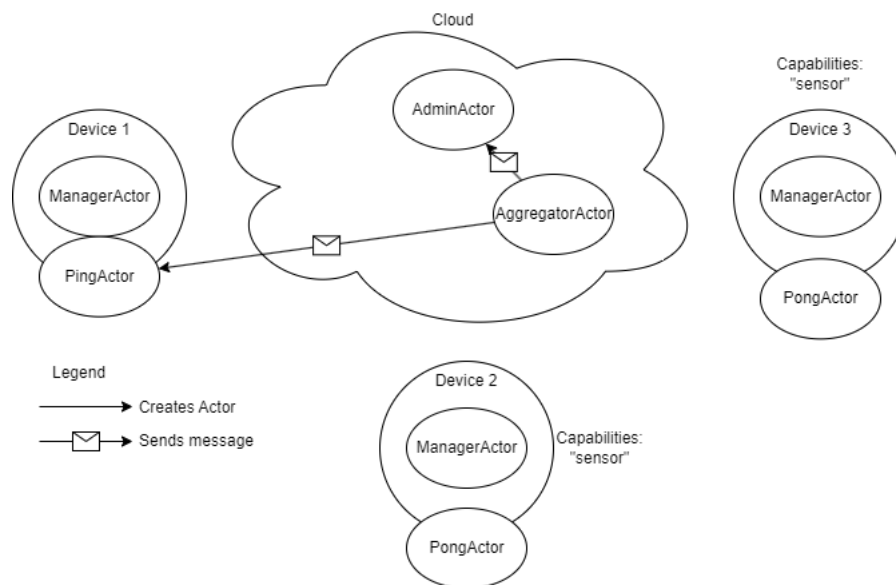 Cloud
Capabilities:
"sensor"
AdminActor
Device 1
Device 3
ManagerActor
ManagerActor
AggregatorActor
PingActor
PongActor
Legend
Device 2
Creates Actor
Sends message
ManagerActor
Capabilities:
"sensor"
PongActor